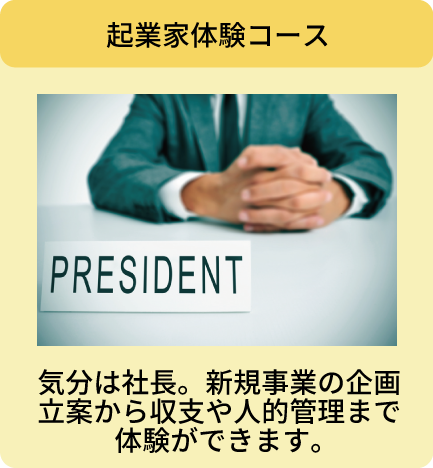 起業家体験コース
PRESIDENT
気分は社長。新規事業の企画
立案から収支や人的管理まで
体験ができます。